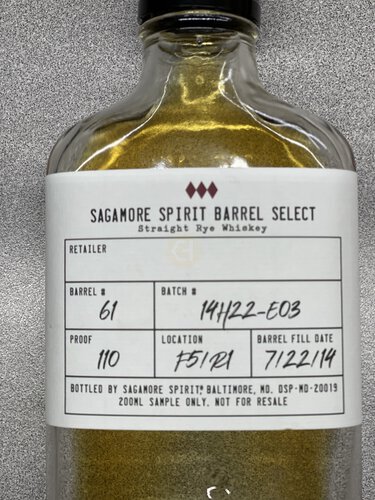 SAGAMORE SPIRIT BARREL SELECT
Straight Rye Whiskey
RETAILER
BARREL # BATCH #
61 14H22-E03
PROOF LOCATION BARREL FILL DATE
110 F51R1 7/22/14
BOTTLED BY SAGAMORE SPIRIT® BALTIMORE, MD. DSP-MD-20019
200ML SAMPLE ONLY. NOT FOR RESALE